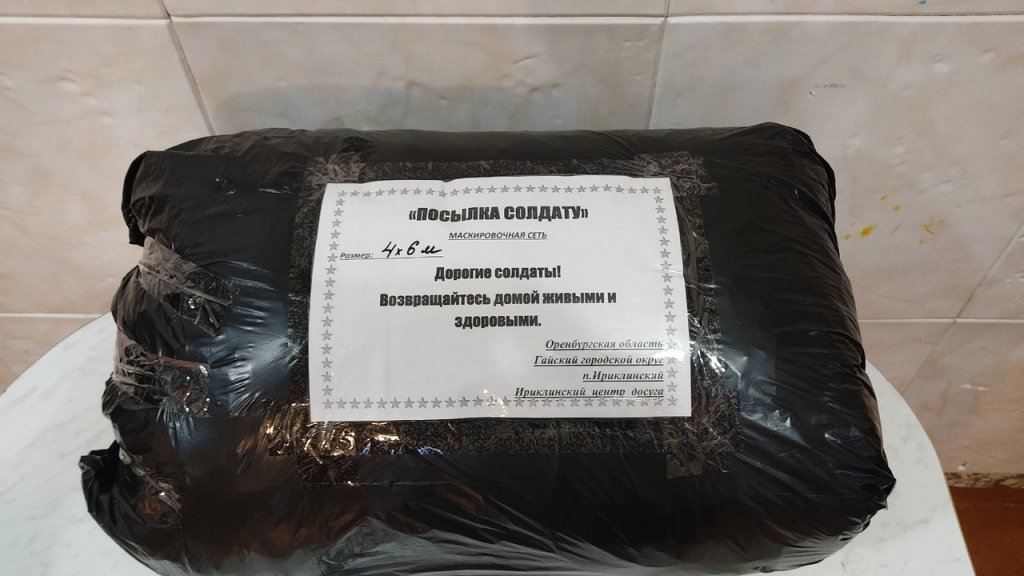 «ПОСЫЛКА СОЛДАТУ»
МАСКИРОВОЧНАЯ СЕТЬ
Размер: 4х6 м
Дорогие солдаты!
Возвращайтесь домой живыми и
здоровыми.
Оренбургская область
Гайский городской округ
п.Ириклинский
Ириклинский центр досуга